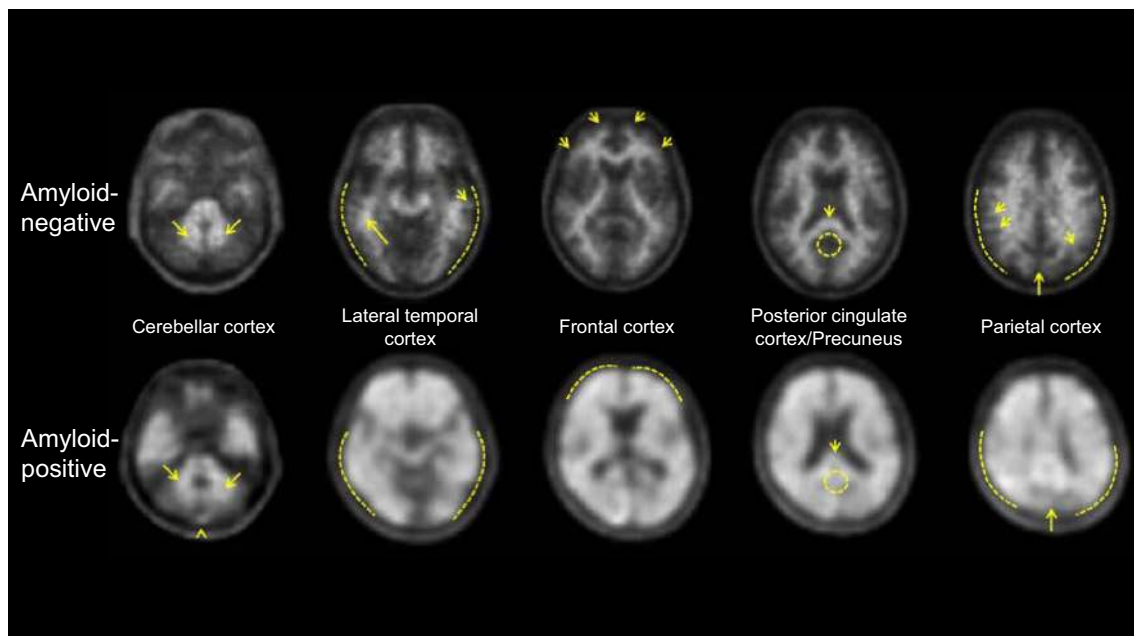 Amyloid-
negative
Cerebellar cortex
Lateral temporal
cortex
Frontal cortex
Posterior cingulate
cortex/Precuneus
Parietal cortex
Amyloid-
positive